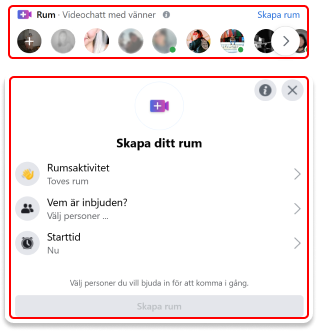 Rum · Videochatt med vänner
Skapa rum
Skapa ditt rum
Rumsaktivitet
Toves rum
Vem är inbjuden?
Välj personer ...
Starttid
Nu
Välj personer du vill bjuda in för att komma i gång.
Skapa rum